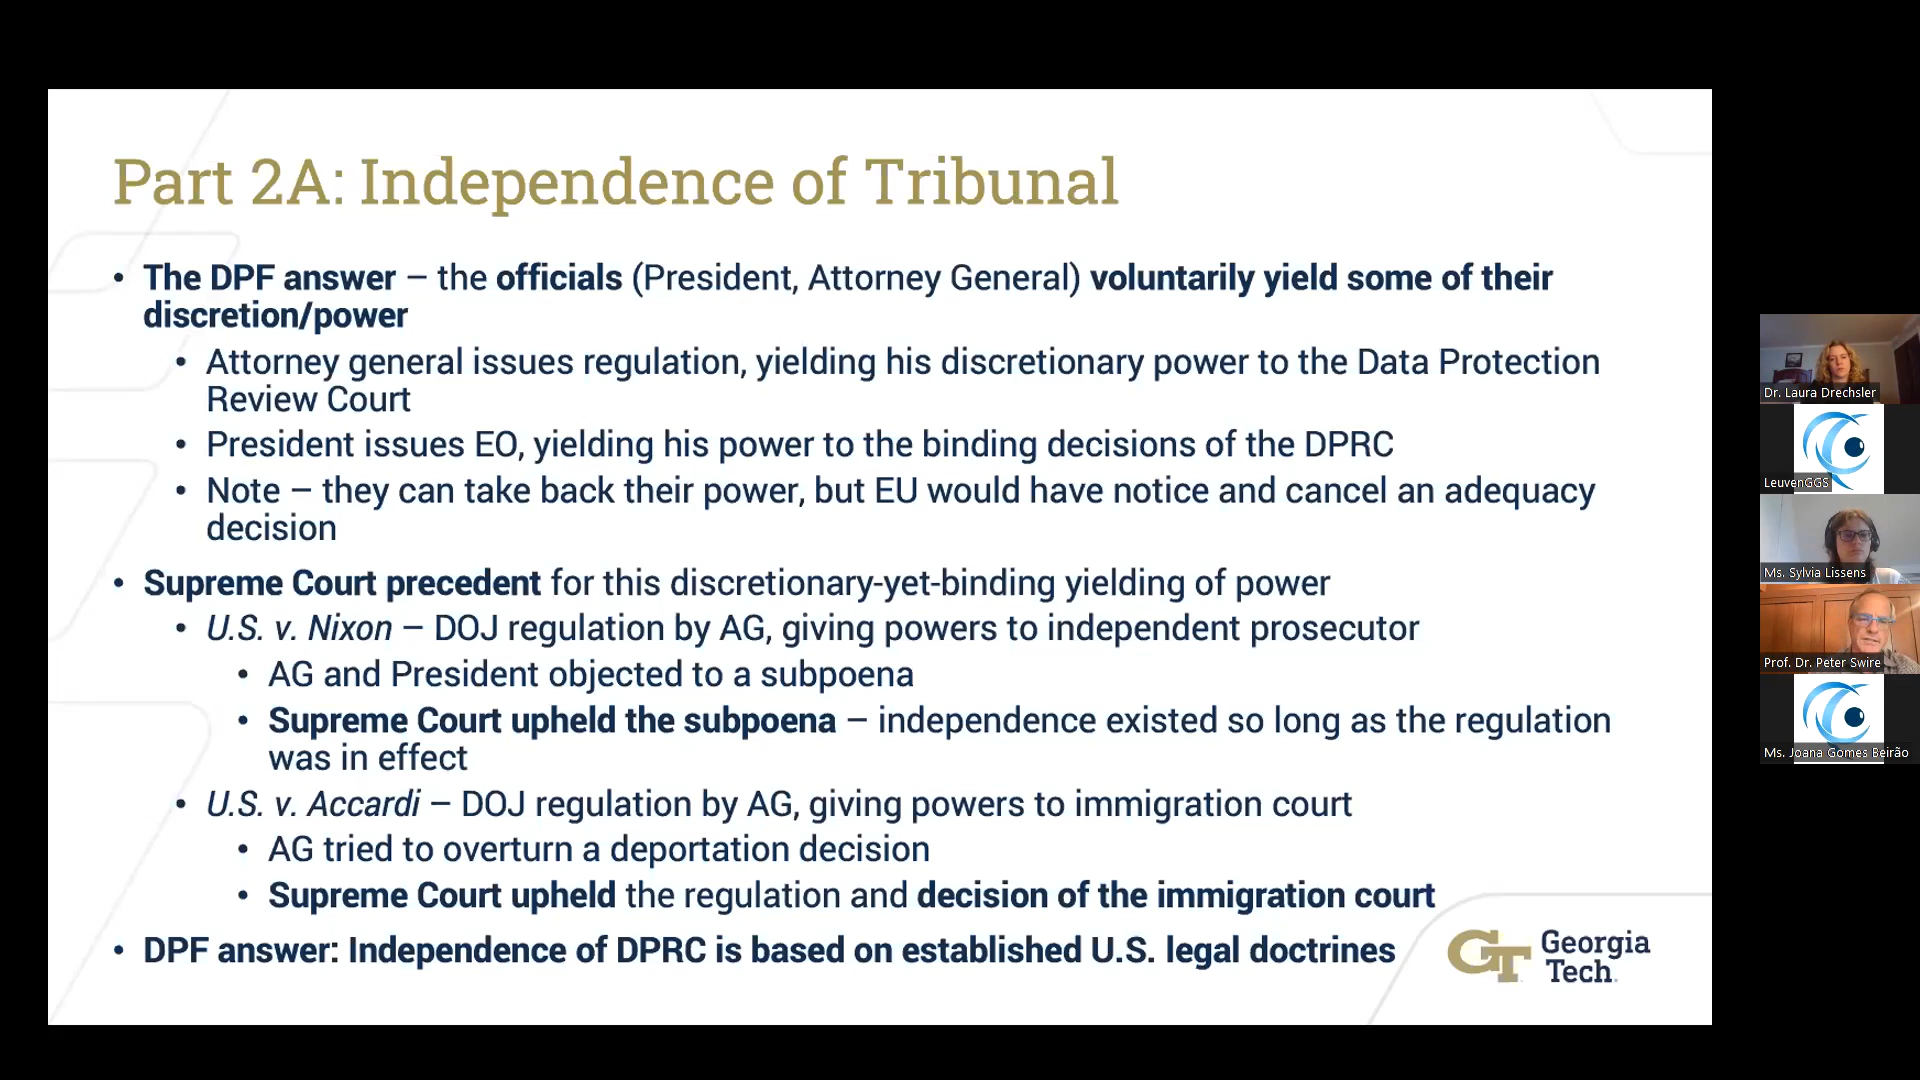 Part 2A: Independence of Tribunal
• The DPF answer – the officials (President, Attorney General) voluntarily yield some of their
discretion/power
• Attorney general issues regulation, yielding his discretionary power to the Data Protection
Review Court
• President issues EO, yielding his power to the binding decisions of the DPRC
• Note – they can take back their power, but EU would have notice and cancel an adequacy
decision
• Supreme Court precedent for this discretionary-yet-binding yielding of power
• U.S. v. Nixon – DOJ regulation by AG, giving powers to independent prosecutor
• AG and President objected to a subpoena
• Supreme Court upheld the subpoena – independence existed so long as the regulation
was in effect
• U.S. v. Accardi – DOJ regulation by AG, giving powers to immigration court
• AG tried to overturn a deportation decision
• Supreme Court upheld the regulation and decision of the immigration court
• DPF answer: Independence of DPRC is based on established U.S. legal doctrines
GT Georgia
Tech
Dr. Laura Drechsler
LeuvenGGS
Ms. Sylvia Lissens
Prof. Dr. Peter Swire
Ms. Joana Gomes Beirão